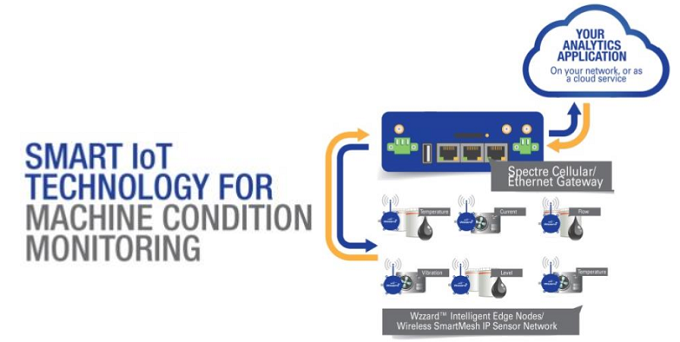 SMART IoT
TECHNOLOGY FOR
MACHINE CONDITION
MONITORING
YOUR
ANALYTICS
APPLICATION
On your network, or as
a cloud service
Spectre Cellular/
Ethernet Gateway
Temperature
Current
Flow
Vibration
Level
Temperature
Wzzard™ Intelligent Edge Nodes/
Wireless SmartMesh IP Sensor Network